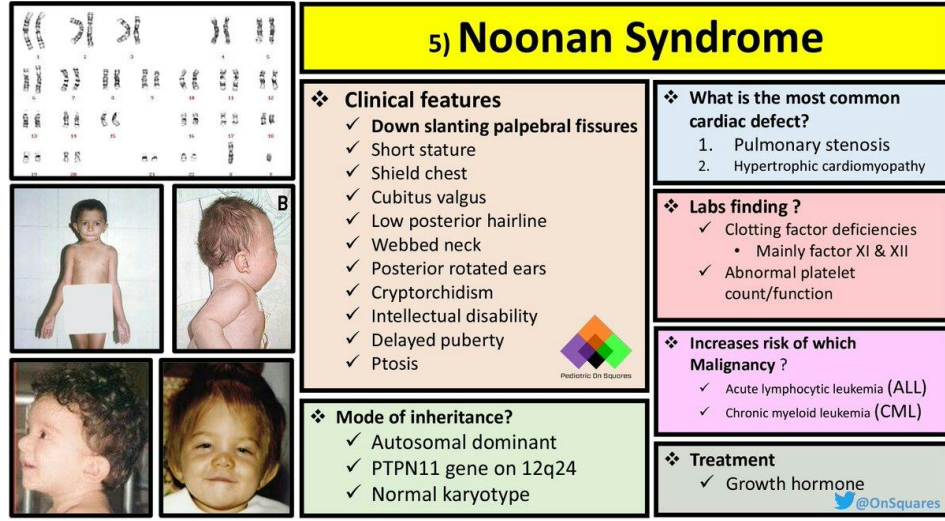 5) Noonan Syndrome
B
❖ Clinical features
✓ Down slanting palpebral fissures
✓ Short stature
✓ Shield chest
✓ Cubitus valgus
✓ Low posterior hairline
✓ Webbed neck
✓ Posterior rotated ears
✓ Cryptorchidism
✓ Intellectual disability
✓ Delayed puberty
✓ Ptosis
Pediatric On Squares
❖ Mode of inheritance?
✓ Autosomal dominant
✓ PTPN11 gene on 12q24
✓ Normal karyotype
❖ What is the most common
cardiac defect?
1. Pulmonary stenosis
2. Hypertrophic cardiomyopathy
❖ Labs finding ?
✓ Clotting factor deficiencies
• Mainly factor XI & XII
✓ Abnormal platelet
count/function
❖ Increases risk of which
Malignancy ?
✓ Acute lymphocytic leukemia (ALL)
✓ Chronic myeloid leukemia (CML)
❖ Treatment
✓ Growth hormone
@OnSquares